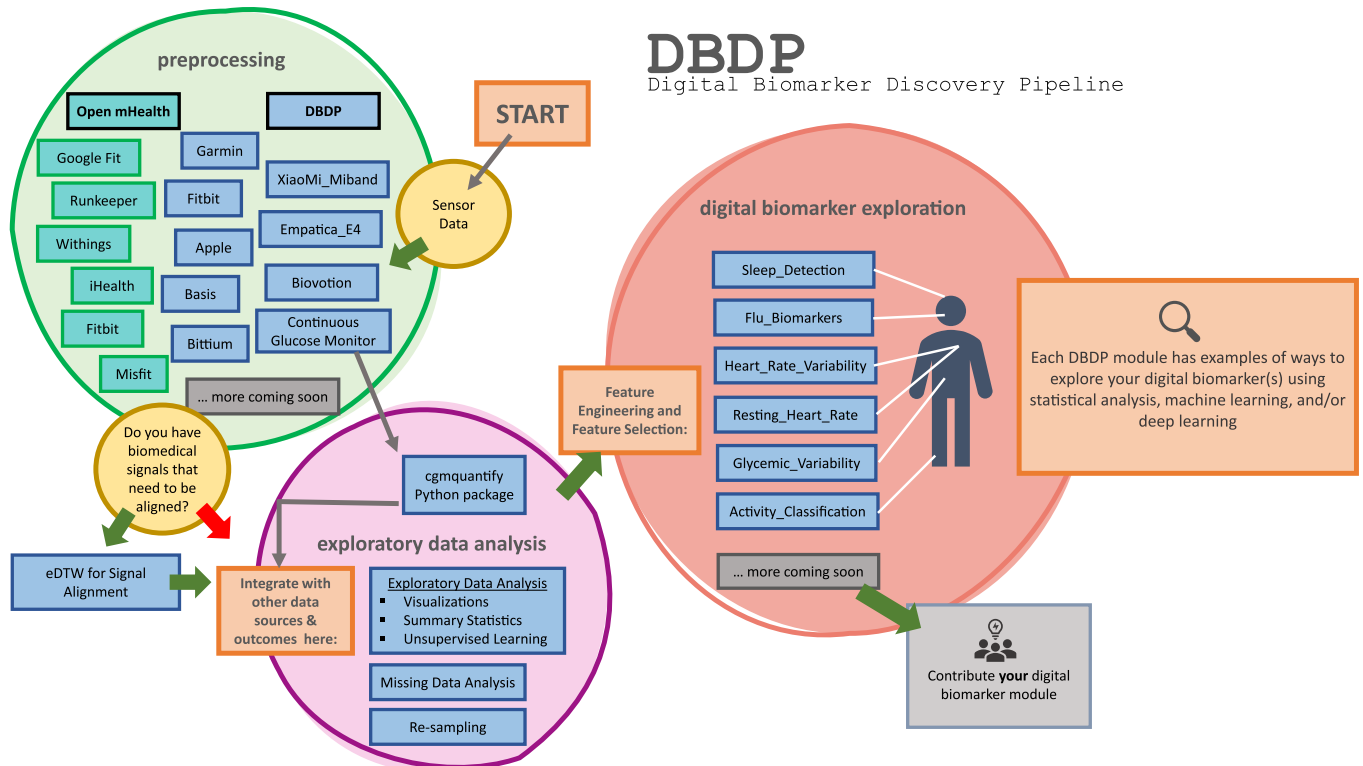 DBDP
Digital Biomarker Discovery Pipeline
START
Sensor
Data
preprocessing
Open mHealth
Google Fit
Runkeeper
Withings
iHealth
Fitbit
Misfit
DBDP
Garmin
Fitbit
Apple
Basis
Bittium
XiaoMi_Miband
Empatica_E4
Biovotion
Continuous
Glucose Monitor
... more coming soon
Do you have
biomedical
signals that
need to be
aligned?
eDTW for Signal
Alignment
cgmquantify
Python package
exploratory data analysis
Integrate with
other data
sources &
outcomes here:
Exploratory Data Analysis
▪ Visualizations
▪ Summary Statistics
▪ Unsupervised Learning
Missing Data Analysis
Re-sampling
Feature
Engineering and
Feature Selection:
digital biomarker exploration
Sleep_Detection
Flu_Biomarkers
Heart_Rate_Variability
Resting_Heart_Rate
Glycemic_Variability
Activity_Classification
... more coming soon
Each DBDP module has examples of ways to
explore your digital biomarker(s) using
statistical analysis, machine learning, and/or
deep learning
Contribute your digital
biomarker module